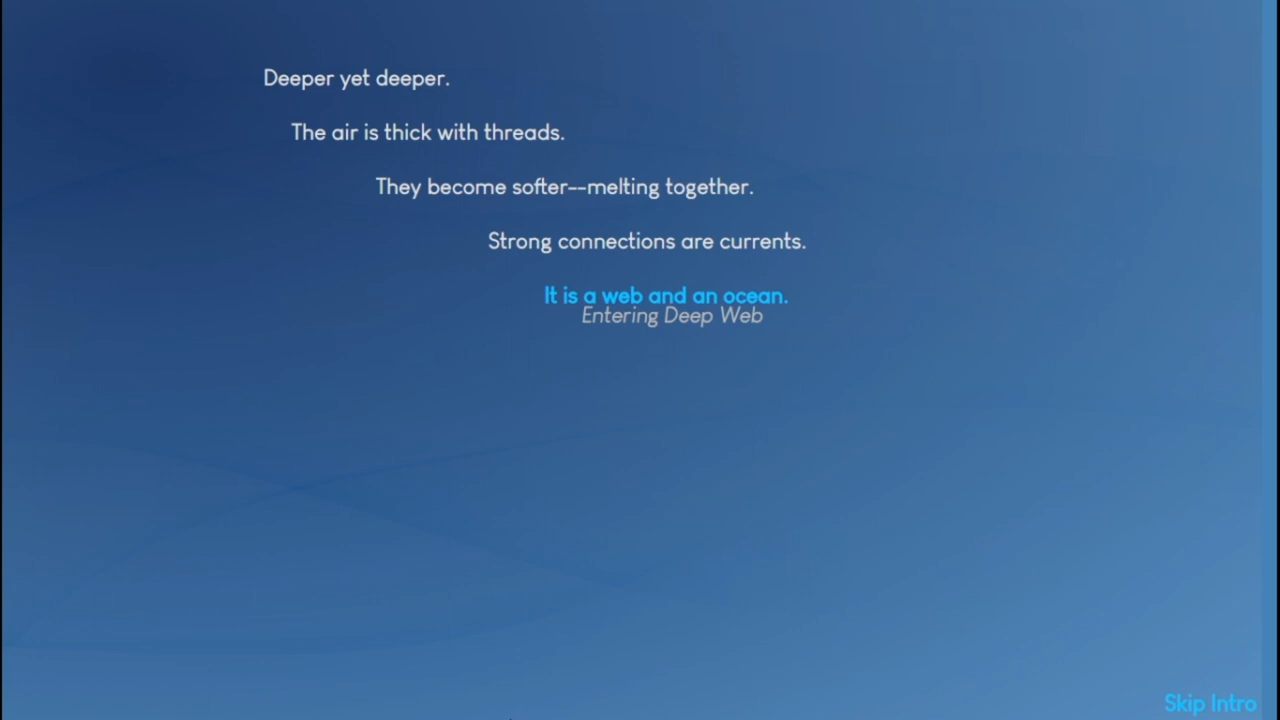 Deeper yet deeper.
The air is thick with threads.
They become softer--melting together.
Strong connections are currents.
It is a web and an ocean.
Entering Deep Web
Skip Intro